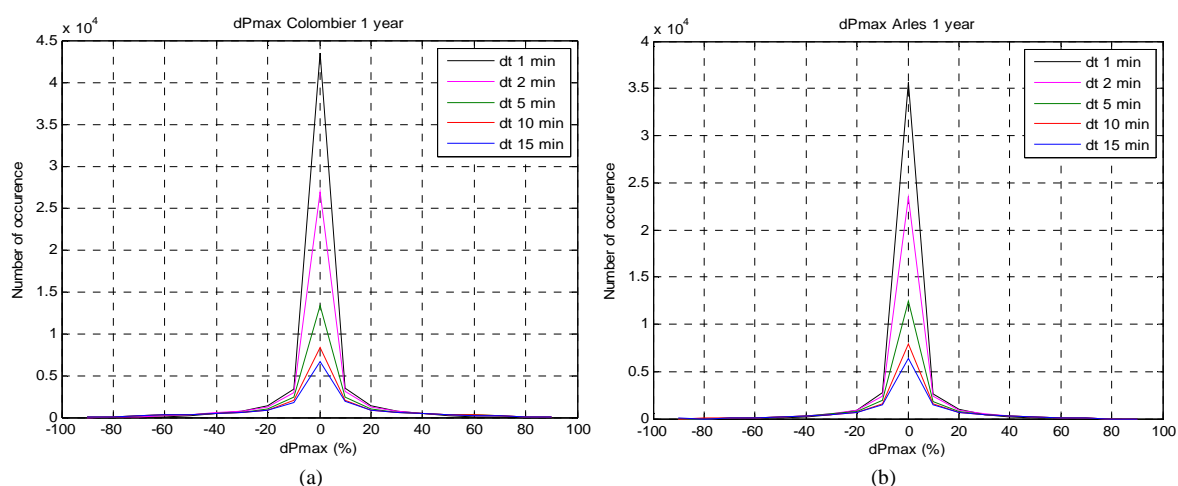 dPmax Colombier 1 year
x 10^4
4.5
4
3.5
3
2.5
2
1.5
1
0.5
0
-100 -80 -60 -40 -20 0 20 40 60 80 100
Number of occurence
dPmax (%)
dt 1 min
dt 2 min
dt 5 min
dt 10 min
dt 15 min
(a)
dPmax Arles 1 year
x 10^4
4
3.5
3
2.5
2
1.5
1
0.5
0
-100 -80 -60 -40 -20 0 20 40 60 80 100
Number of occurence
dPmax (%)
dt 1 min
dt 2 min
dt 5 min
dt 10 min
dt 15 min
(b)